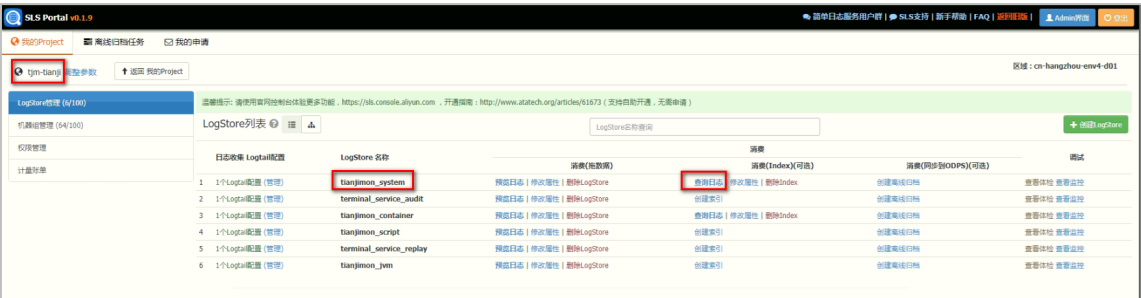 SLS Portal v0.1.9 简单日志服务用户群 | SLS支持 | 新手帮助 | FAQ | 返回旧版 | Admin界面 登出
我的Project 离线归档任务 我的申请
tjm-tianji 调整参数 返回 我的Project 区域：cn-hangzhou-env4-d01
LogStore管理 (6/100)
机器组管理 (64/100)
权限管理
计量账单
温馨提示: 请使用官网控制台体验更多功能，https://sls.console.aliyun.com ，开通指南：http://www.atatech.org/articles/61673 ( 支持自助开通，无需申请 )
LogStore列表 LogStore名称查询 创建LogStore
日志收集 Logtail配置 LogStore 名称 消费 调试
消费(拖数据) 消费(Index)(可选) 消费(同步到ODPS)(可选)
1 1个Logtail配置 (管理) tianjimon_system 预览日志 | 修改属性 | 删除LogStore 查询日志 | 修改属性 | 删除Index 创建离线归档 查看体检 查看监控
2 1个Logtail配置 (管理) terminal_service_audit 预览日志 | 修改属性 | 删除LogStore 创建索引 创建离线归档 查看体检 查看监控
3 1个Logtail配置 (管理) tianjimon_container 预览日志 | 修改属性 | 删除LogStore 查询日志 | 修改属性 | 删除Index 创建离线归档 查看体检 查看监控
4 1个Logtail配置 (管理) tianjimon_script 预览日志 | 修改属性 | 删除LogStore 创建索引 创建离线归档 查看体检 查看监控
5 1个Logtail配置 (管理) terminal_service_replay 预览日志 | 修改属性 | 删除LogStore 创建索引 创建离线归档 查看体检 查看监控
6 1个Logtail配置 (管理) tianjimon_jvm 预览日志 | 修改属性 | 删除LogStore 创建索引 创建离线归档 查看体检 查看监控